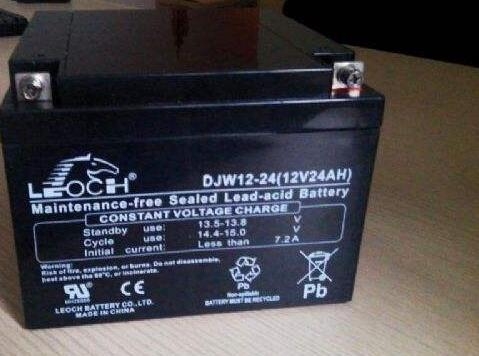 LEOCH®
DJW12-24(12V24AH)
Maintenance-free Sealed Lead-acid Battery
CONSTANT VOLTAGE CHARGE
Standby use: 13.5-13.8 V
Cycle use: 14.4-15.0 V
Initial current: Less than 7.2A
Warning:
Risk of fire, explosion, or burns. Do not disassemble,
heat above the 60°C, or incinerate.
CE
Pb
Pb
Non-spillable
BATTERY MUST BE RECYCLED
LEOCH BATTERY CO.,LTD.
MADE IN CHINA